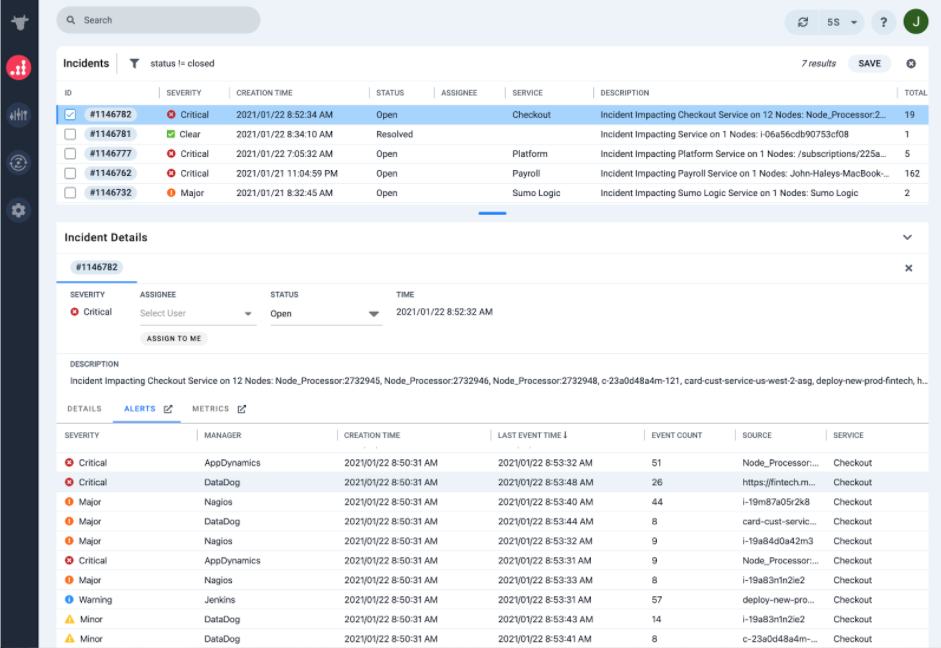 Search
5S
?
J
Incidents status != closed 7 results SAVE
ID SEVERITY CREATION TIME STATUS ASSIGNEE SERVICE DESCRIPTION TOTAL
#1146782 Critical 2021/01/22 8:52:34 AM Open Checkout Incident Impacting Checkout Service on 12 Nodes: Node_Processor:2... 19
#1146781 Clear 2021/01/22 8:34:10 AM Resolved Incident Impacting Service on 1 Nodes: i-06a56cdb90753cf08 1
#1146777 Critical 2021/01/22 7:05:32 AM Open Platform Incident Impacting Platform Service on 1 Nodes: /subscriptions/225a... 5
#1146762 Critical 2021/01/21 11:04:59 PM Open Payroll Incident Impacting Payroll Service on 1 Nodes: John-Haleys-MacBook-... 162
#1146732 Major 2021/01/21 8:32:45 AM Open Sumo Logic Incident Impacting Sumo Logic Service on 1 Nodes: Sumo Logic 2
Incident Details
#1146782
SEVERITY ASSIGNEE STATUS TIME
Critical Select User Open 2021/01/22 8:52:32 AM
ASSIGN TO ME
DESCRIPTION
Incident Impacting Checkout Service on 12 Nodes: Node_Processor:2732945, Node_Processor:2732946, Node_Processor:2732948, c-23a0d48a4m-121, card-cust-service-us-west-2-asg, deploy-new-prod-fintech, h...
DETAILS ALERTS METRICS
SEVERITY MANAGER CREATION TIME LAST EVENT TIME EVENT COUNT SOURCE SERVICE
Critical AppDynamics 2021/01/22 8:50:31 AM 2021/01/22 8:53:32 AM 51 Node_Processor:... Checkout
Critical DataDog 2021/01/22 8:50:31 AM 2021/01/22 8:53:48 AM 26 https://fintech.m... Checkout
Major Nagios 2021/01/22 8:50:31 AM 2021/01/22 8:53:40 AM 44 i-19m87a05r2k8 Checkout
Major DataDog 2021/01/22 8:50:31 AM 2021/01/22 8:53:44 AM 8 card-cust-servic... Checkout
Major Nagios 2021/01/22 8:50:31 AM 2021/01/22 8:53:32 AM 9 i-19a84d0a42m3 Checkout
Critical AppDynamics 2021/01/22 8:50:31 AM 2021/01/22 8:53:31 AM 9 Node_Processor:... Checkout
Major Nagios 2021/01/22 8:50:31 AM 2021/01/22 8:53:33 AM 8 i-19a83n1n2ie2 Checkout
Warning Jenkins 2021/01/22 8:50:31 AM 2021/01/22 8:53:31 AM 57 deploy-new-pro... Checkout
Minor DataDog 2021/01/22 8:50:31 AM 2021/01/22 8:53:43 AM 14 i-19a83n1n2ie2 Checkout
Minor DataDog 2021/01/22 8:50:31 AM 2021/01/22 8:53:41 AM 8 c-23a0d48a4m-... Checkout